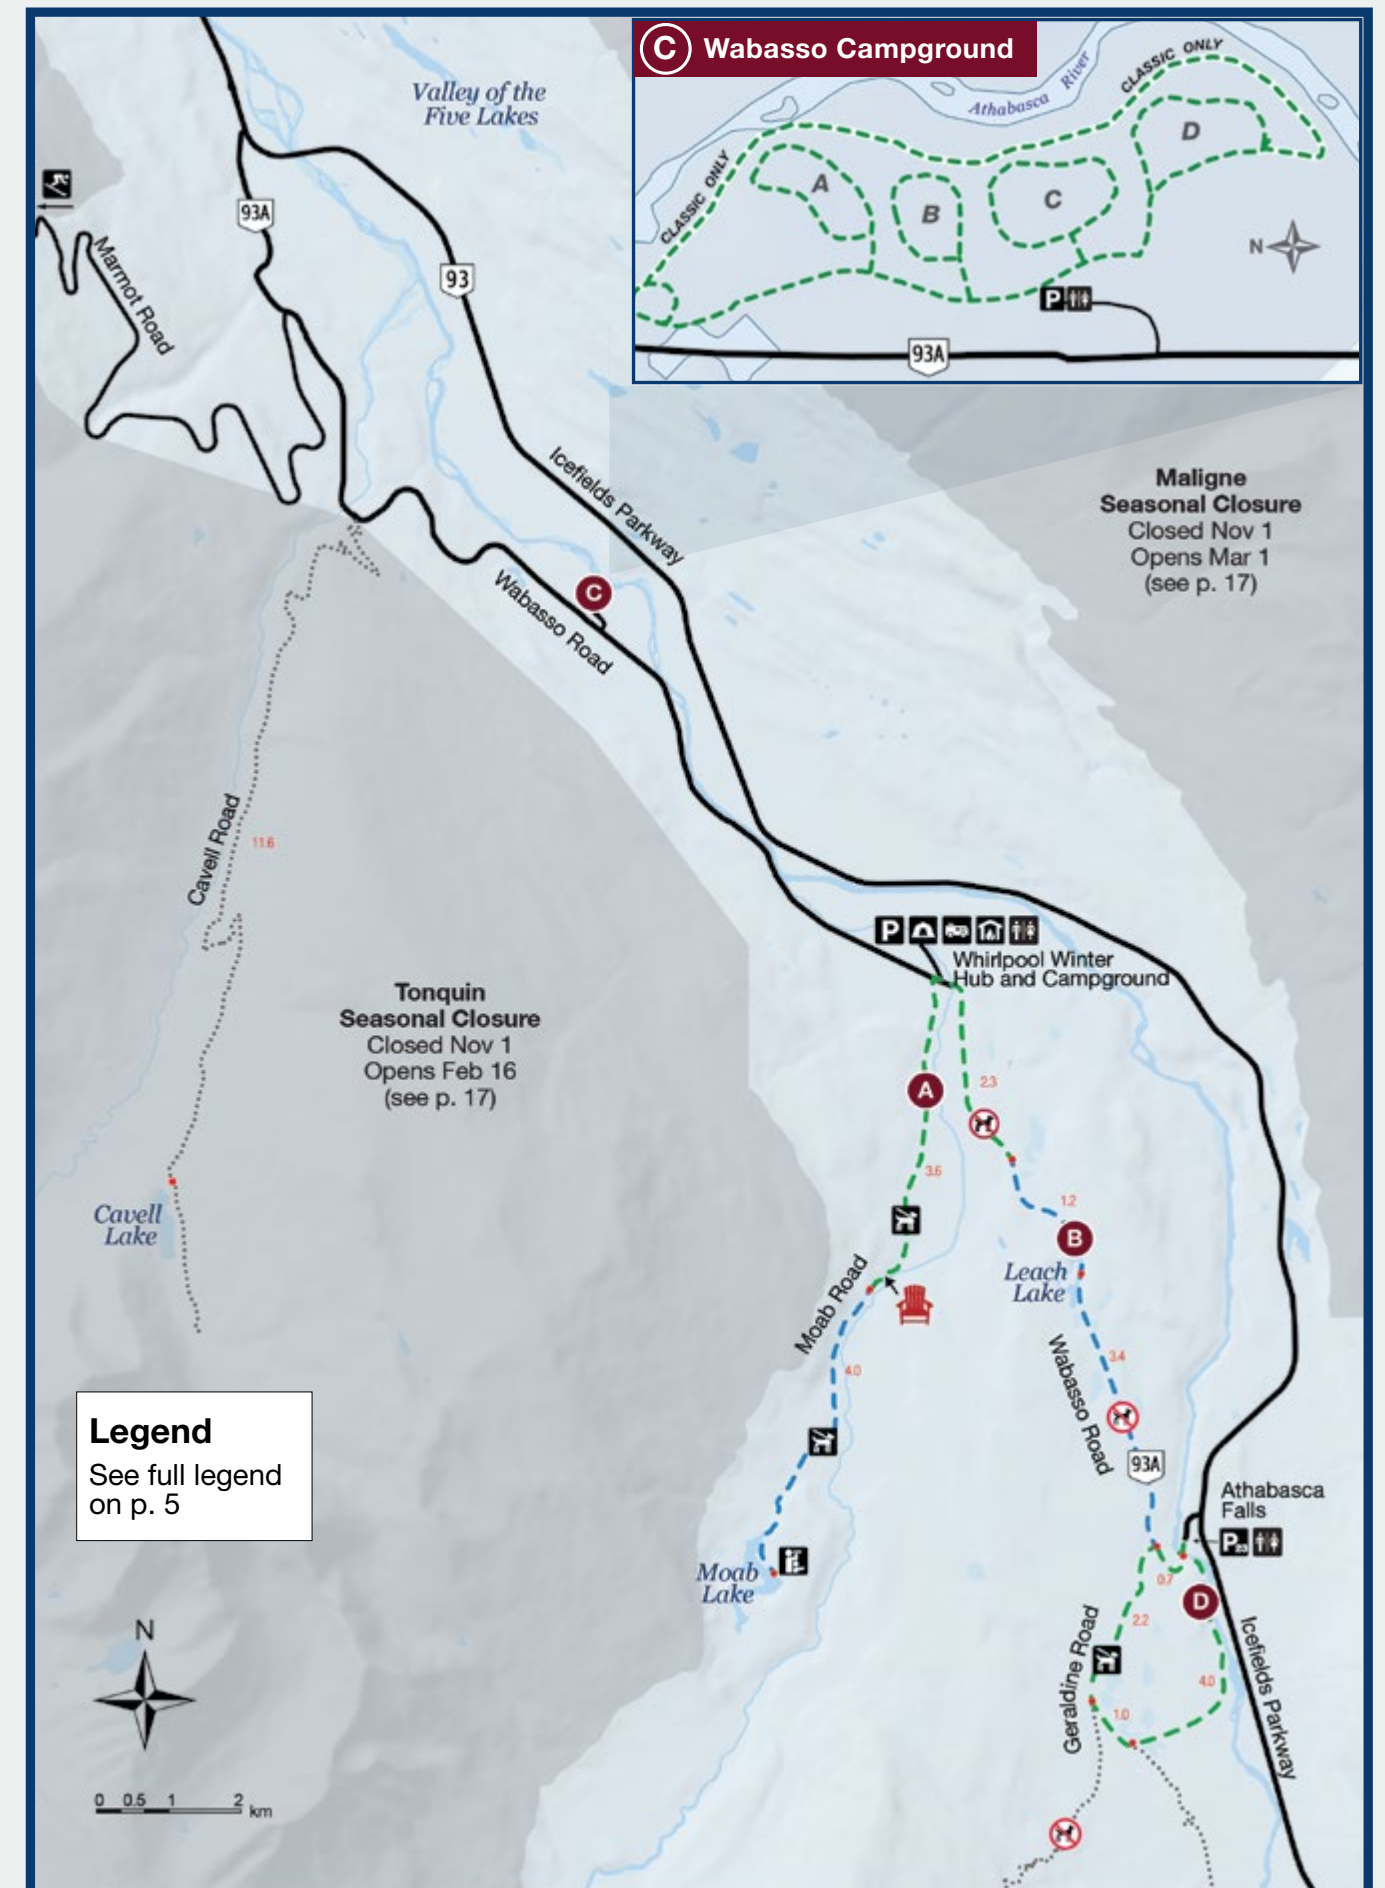 C Wabasso Campground
Athabasca River
CLASSIC ONLY
CLASSIC ONLY
A
B
C
D
N
P
93A
Valley of the
Five Lakes
93A
93
Marmot Road
Icefields Parkway
Maligne
Seasonal Closure
Closed Nov 1
Opens Mar 1
(see p. 17)
C
Wabasso Road
Cavell Road
11.6
P
Whirlpool Winter
Hub and Campground
Tonquin
Seasonal Closure
Closed Nov 1
Opens Feb 16
(see p. 17)
A
2.3
3.6
1.2
B
Cavell
Lake
Leach
Lake
Moab Road
4.0
3.4
Wabasso Road
93A
Legend
See full legend
on p. 5
Athabasca
Falls
P
Moab
Lake
0.7
D
2.2
Geraldine Road
4.0
1.0
Icefields Parkway
N
0 0.5 1 2 km